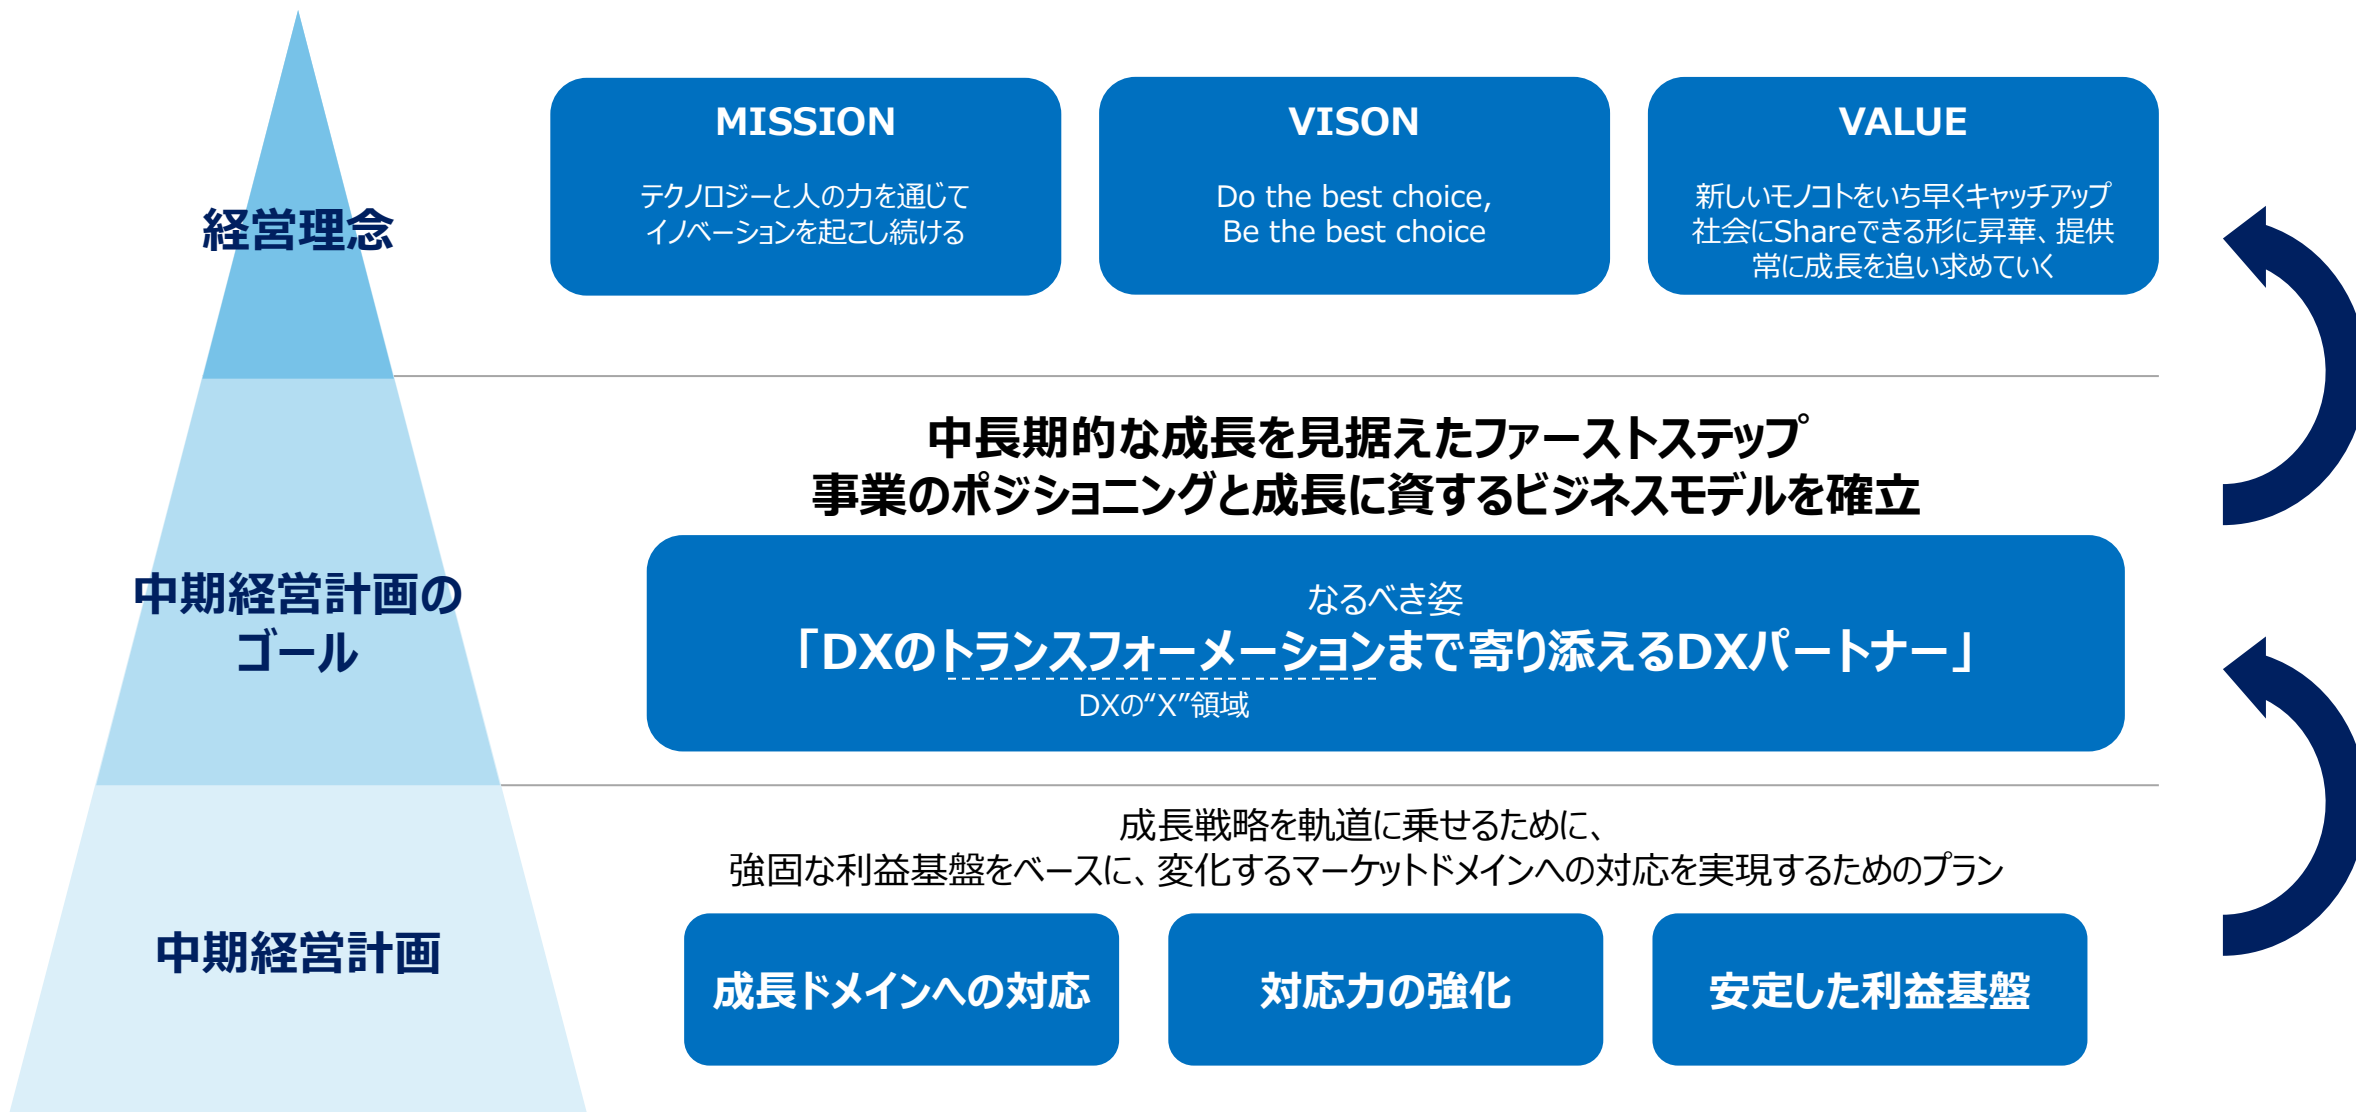 経営理念
MISSION
テクノロジーと人の力を通じて
イノベーションを起こし続ける
VISON
Do the best choice,
Be the best choice
VALUE
新しいモノコトをいち早くキャッチアップ
社会にShareできる形に昇華、提供
常に成長を追い求めていく
中期経営計画の
ゴール
中長期的な成長を見据えたファーストステップ
事業のポジショニングと成長に資するビジネスモデルを確立
なるべき姿
「DXのトランスフォーメーションまで寄り添えるDXパートナー」
DXの“X”領域
中期経営計画
成長戦略を軌道に乗せるために、
強固な利益基盤をベースに、変化するマーケットドメインへの対応を実現するためのプラン
成長ドメインへの対応
対応力の強化
安定した利益基盤